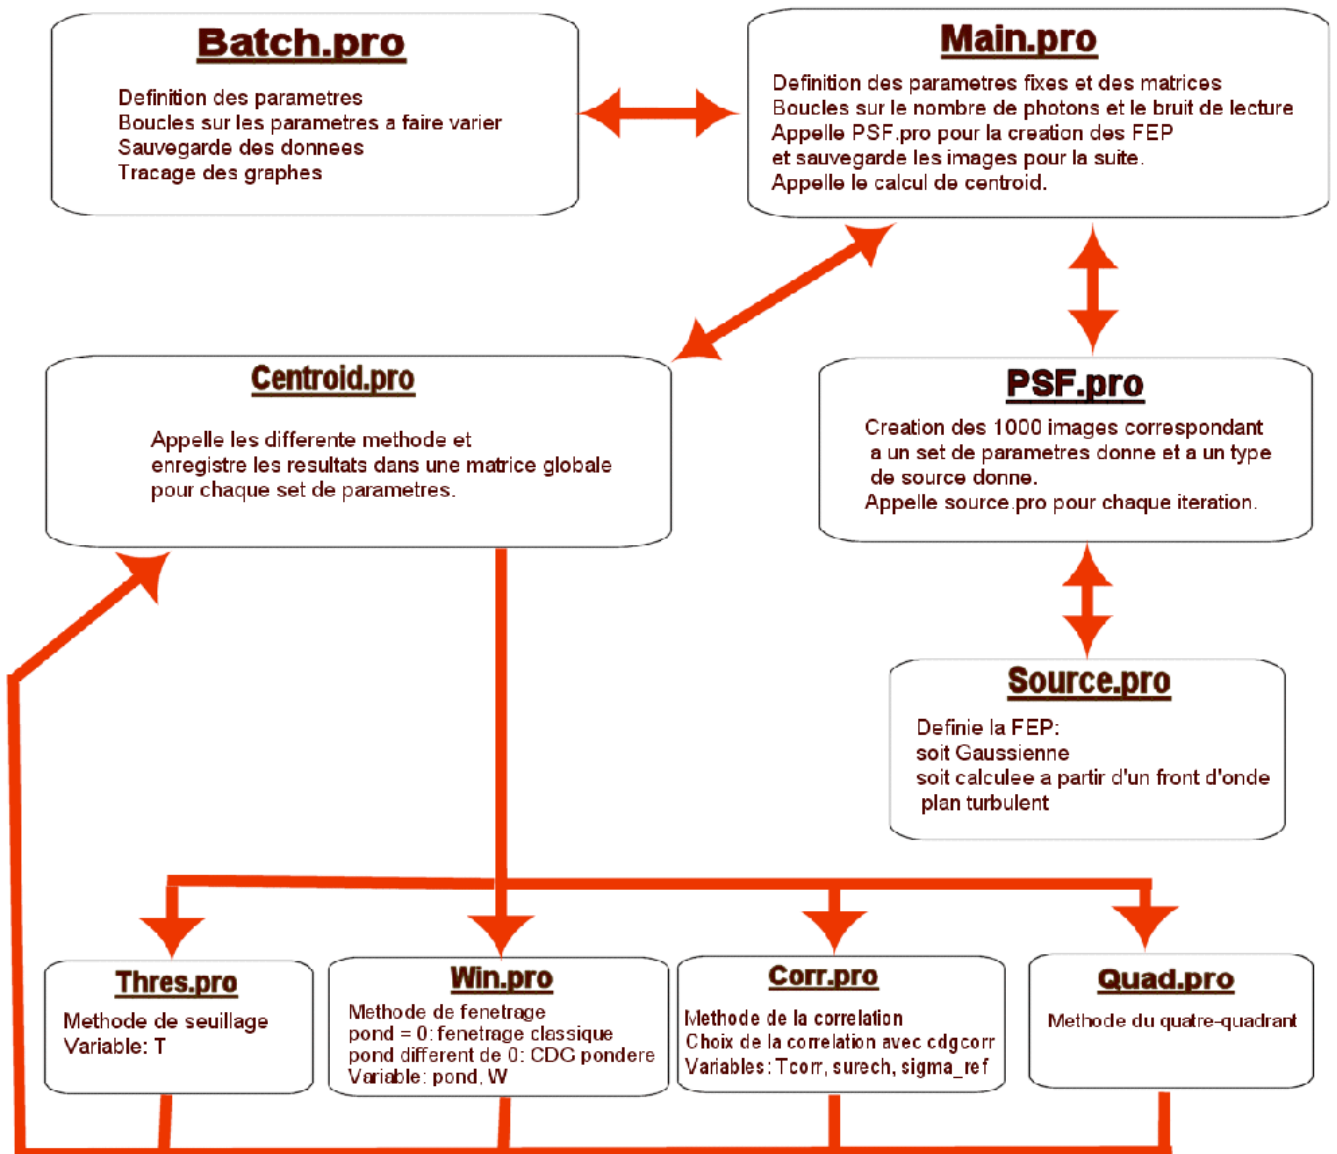 Batch.pro
Definition des parametres
Boucles sur les parametres a faire varier
Sauvegarde des donnees
Tracage des graphes
Main.pro
Definition des parametres fixes et des matrices
Boucles sur le nombre de photons et le bruit de lecture
Appelle PSF.pro pour la creation des FEP
et sauvegarde les images pour la suite.
Appelle le calcul de centroid.
Centroid.pro
Appelle les differente methode et
enregistre les resultats dans une matrice globale
pour chaque set de parametres.
PSF.pro
Creation des 1000 images correspondant
a un set de parametres donne et a un type
de source donne.
Appelle source.pro pour chaque iteration.
Source.pro
Definie la FEP:
soit Gaussienne
soit calculee a partir d'un front d'onde
plan turbulent
Thres.pro
Methode de seuillage
Variable: T
Win.pro
Methode de fenetrage
pond = 0: fenetrage classique
pond different de 0: CDG pondere
Variable: pond, W
Corr.pro
Methode de la correlation
Choix de la correlation avec cdgcorr
Variables: Tcorr, surech, sigma_ref
Quad.pro
Methode du quatre-quadrant